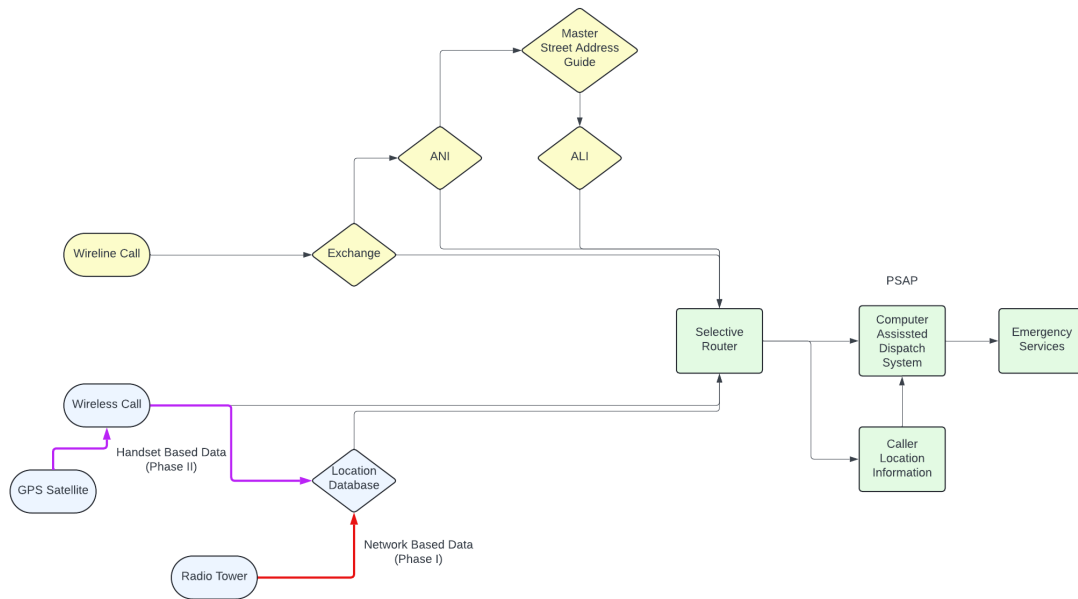 Master
Street Address
Guide
ANI
ALI
Wireline Call
Exchange
PSAP
Selective
Router
Computer
Assissted
Dispatch
System
Emergency
Services
Wireless Call
Handset Based Data
(Phase II)
GPS Satellite
Location
Database
Caller
Location
Information
Network Based Data
(Phase I)
Radio Tower